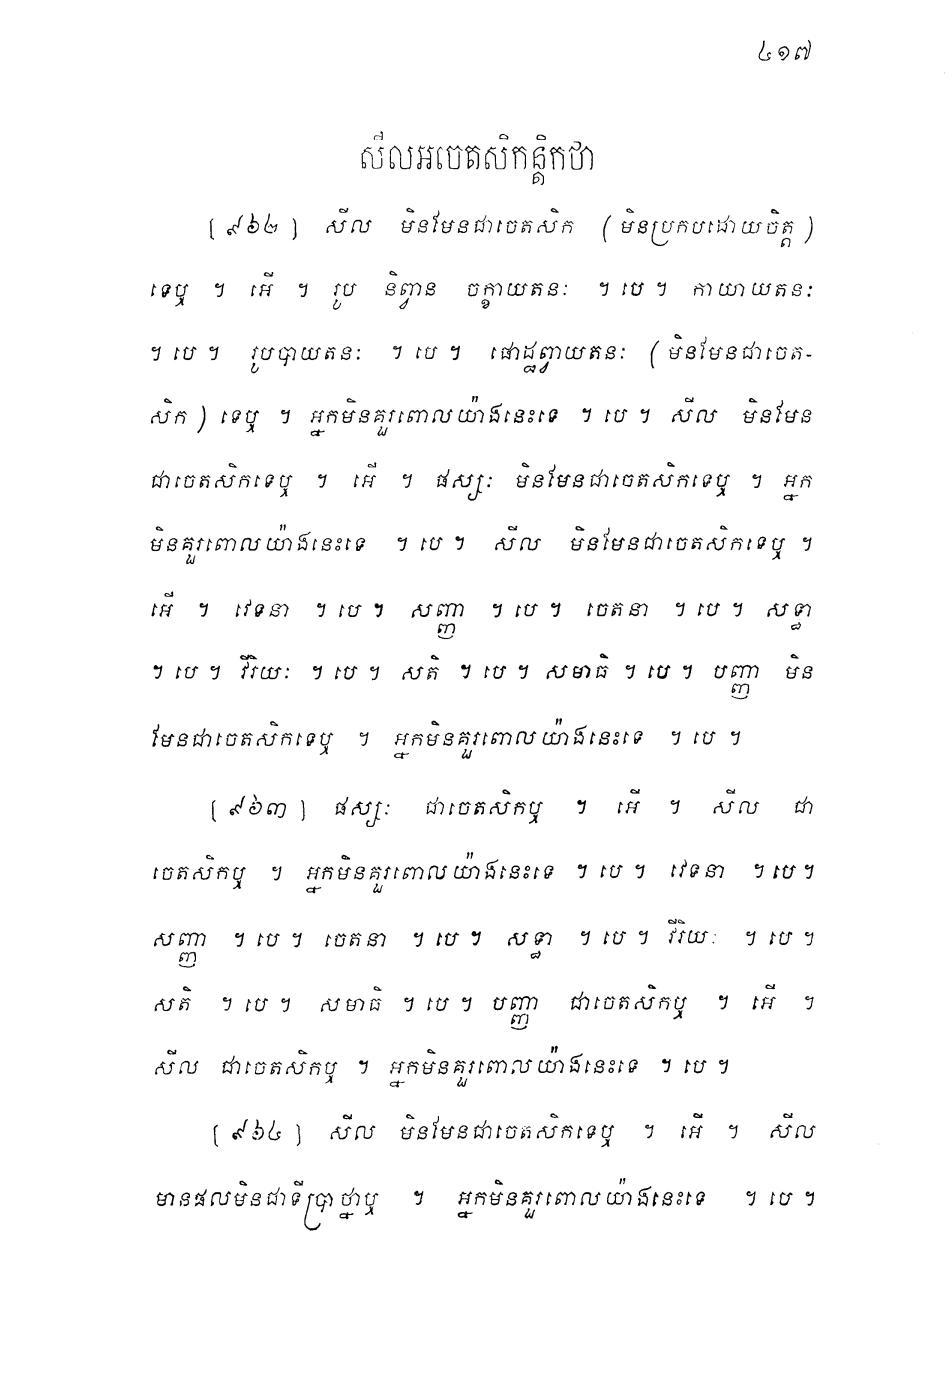 ៤១៧
សីលអចេតសិកន្តិកថា
[៩៦២] សីល មិនមែនជាចេតសិក (មិនប្រកបដោយចិត្ត)
ទេឬ ។ អើ ។ រូប និព្វាន ចក្ខាយតនៈ ។ បេ ។ កាយាយតនៈ
។ បេ ។ រូបបាយតនៈ ។ បេ ។ ផោដ្ឋព្វាយតនៈ (មិនមែនជាចេត-
សិក) ទេឬ ។ អ្នកមិនគួរពោលយ៉ាងនេះទេ ។ បេ ។ សីល មិនមែន
ជាចេតសិកទេឬ ។ អើ ។ ផស្សៈ មិនមែនជាចេតសិកទេឬ ។ អ្នក
មិនគួរពោលយ៉ាងនេះទេ ។ បេ ។ សីល មិនមែនជាចេតសិកទេឬ ។
អើ ។ វេទនា ។ បេ ។ សញ្ញា ។ បេ ។ ចេតនា ។ បេ ។ សទ្ធា
។ បេ ។ វីរិយៈ ។ បេ ។ សតិ ។ បេ ។ សមាធិ ។ បេ ។ បញ្ញា មិន
មែនជាចេតសិកទេឬ ។ អ្នកមិនគួរពោលយ៉ាងនេះទេ ។ បេ ។
[៩៦៣] ផស្សៈ ជាចេតសិកឬ ។ អើ ។ សីល ជា
ចេតសិកឬ ។ អ្នកមិនគួរពោលយ៉ាងនេះទេ ។ បេ ។ វេទនា ។ បេ ។
សញ្ញា ។ បេ ។ ចេតនា ។ បេ ។ សទ្ធា ។ បេ ។ វីរិយៈ ។ បេ ។
សតិ ។ បេ ។ សមាធិ ។ បេ ។ បញ្ញា ជាចេតសិកឬ ។ អើ ។
សីល ជាចេតសិកឬ ។ អ្នកមិនគួរពោលយ៉ាងនេះទេ ។ បេ ។
[៩៦៤] សីល មិនមែនជាចេតសិកទេឬ ។ អើ ។ សីល
មានផលមិនជាទីប្រាថ្នាឬ ។ អ្នកមិនគួរពោលយ៉ាងនេះទេ ។ បេ ។